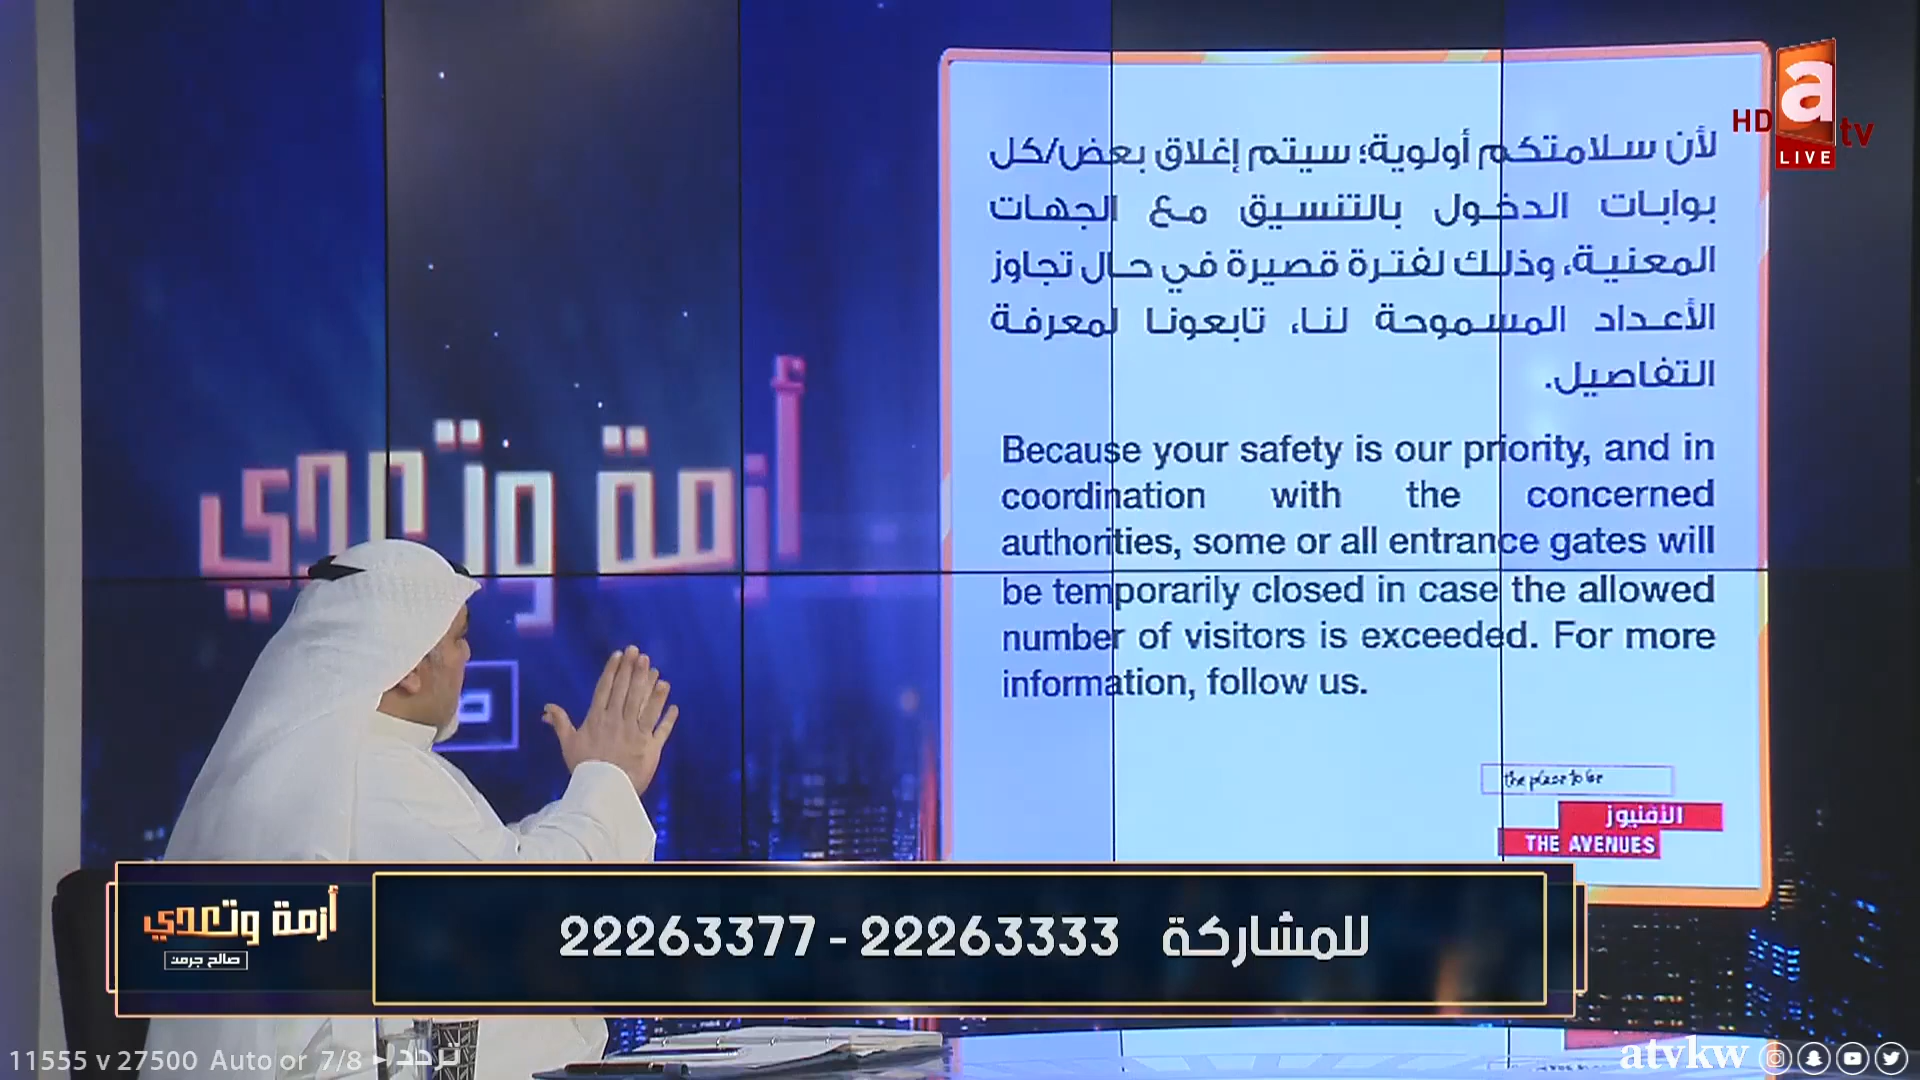 HD
a
tv
LIVE
لأن سلامتكم أولوية؛ سيتم إغلاق بعض/كل
بوابات الدخول بالتنسيق مع الجهات
المعنية، وذلك لفترة قصيرة في حال تجاوز
الأعداد المسموحة لنا، تابعونا لمعرفة
التفاصيل.
Because your safety is our priority, and in
coordination with the concerned
authorities, some or all entrance gates will
be temporarily closed in case the allowed
number of visitors is exceeded. For more
information, follow us.
the place to be
الأفنيوز
THE AVENUES
أزمة وتعدي
أزمة وتعدي
صالح جرمن
للمشاركة 22263333 - 22263377
تردد ► 11555 v 27500 Auto or 7/8
atvkw